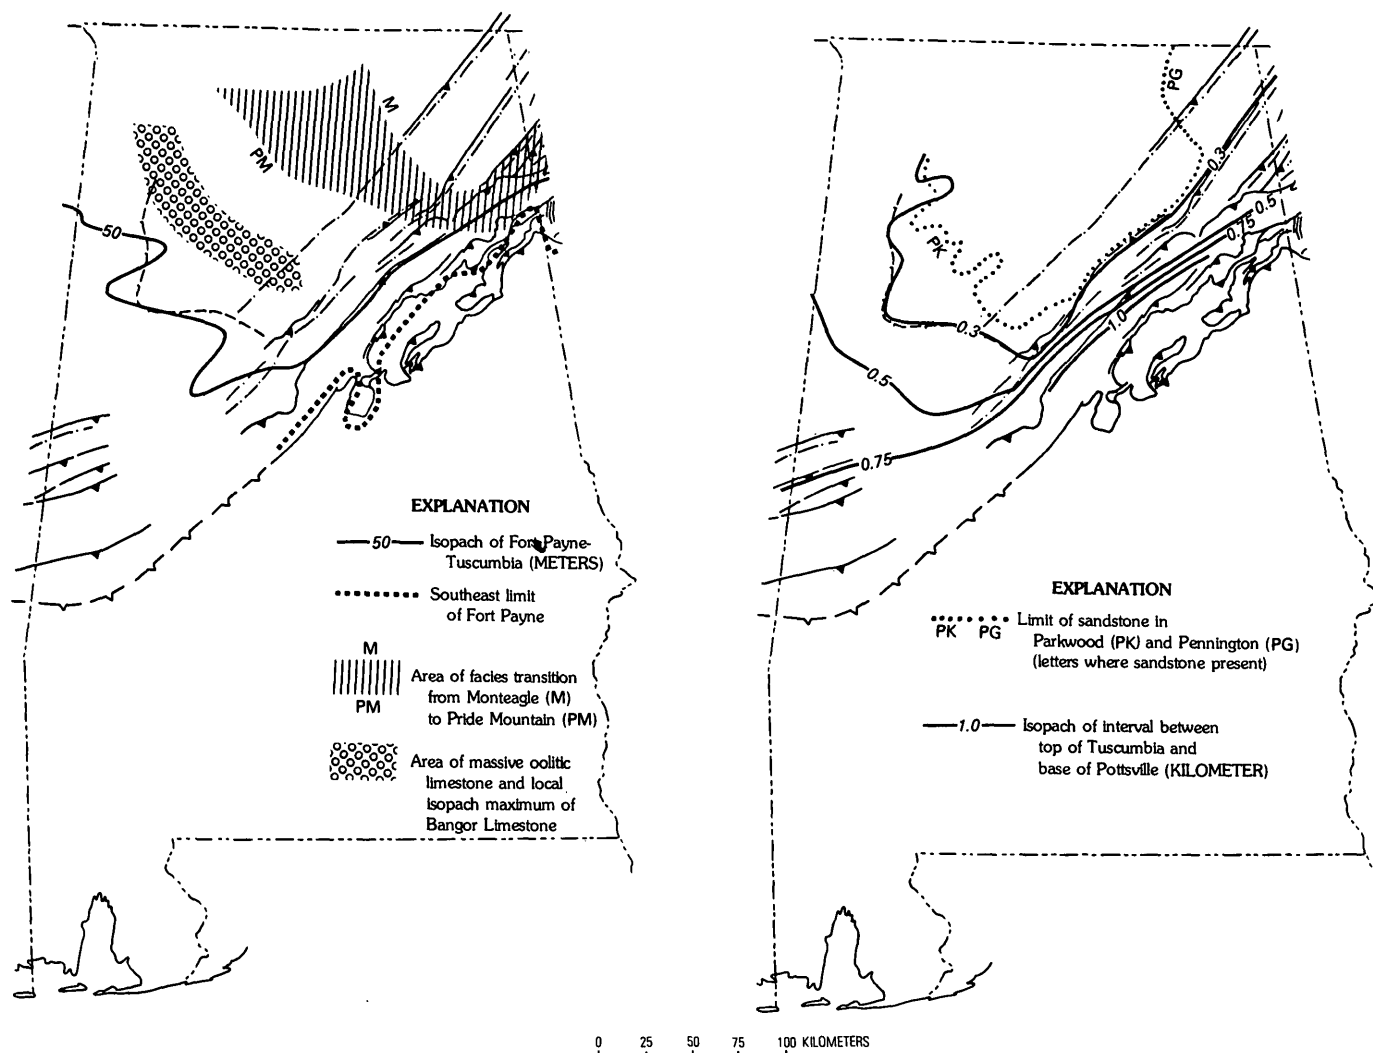 M
PM
50
EXPLANATION
50 Isopach of Fort Payne-
Tuscumbia (METERS)
Southeast limit
of Fort Payne
M
PM
Area of facies transition
from Monteagle (M)
to Pride Mountain (PM)
Area of massive oolitic
limestone and local
isopach maximum of
Bangor Limestone
PG
0.3
0.5
0.75
PK
0.3
1.0
0.5
0.75
EXPLANATION
PK PG
Limit of sandstone in
Parkwood (PK) and Pennington (PG)
(letters where sandstone present)
1.0 Isopach of interval between
top of Tuscumbia and
base of Pottsville (KILOMETER)
0 25 50 75 100 KILOMETERS